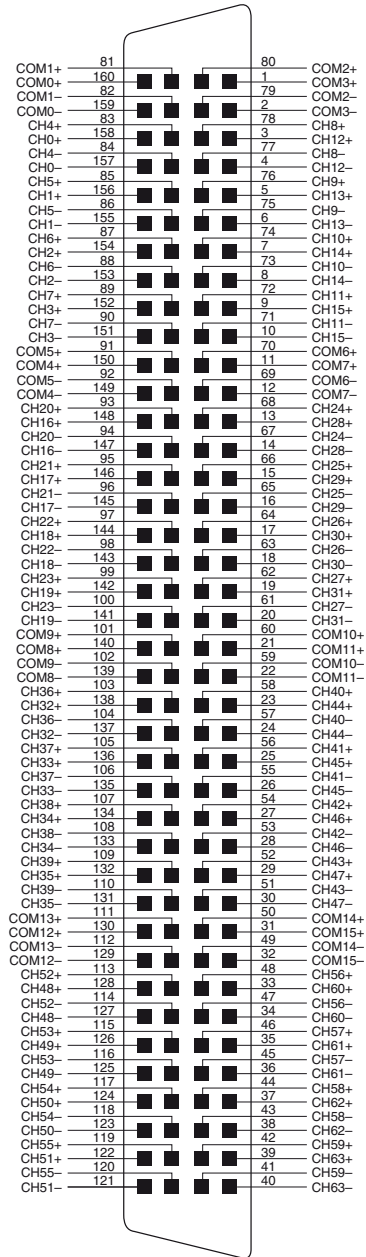 COM1+ 81 80 COM2+
COM0+ 160 1 COM3+
COM1– 82 79 COM2–
COM0– 159 2 COM3–
CH4+ 83 78 CH8+
CH0+ 158 3 CH12+
CH4– 84 77 CH8–
CH0– 157 4 CH12–
CH5+ 85 76 CH9+
CH1+ 156 5 CH13+
CH5– 86 75 CH9–
CH1– 155 6 CH13–
CH6+ 87 74 CH10+
CH2+ 154 7 CH14+
CH6– 88 73 CH10–
CH2– 153 8 CH14–
CH7+ 89 72 CH11+
CH3+ 152 9 CH15+
CH7– 90 71 CH11–
CH3– 151 10 CH15–
COM5+ 91 70 COM6+
COM4+ 150 11 COM7+
COM5– 92 69 COM6–
COM4– 149 12 COM7–
CH20+ 93 68 CH24+
CH16+ 148 13 CH28+
CH20– 94 67 CH24–
CH16– 147 14 CH28–
CH21+ 95 66 CH25+
CH17+ 146 15 CH29+
CH21– 96 65 CH25–
CH17– 145 16 CH29–
CH22+ 97 64 CH26+
CH18+ 144 17 CH30+
CH22– 98 63 CH26–
CH18– 143 18 CH30–
CH23+ 99 62 CH27+
CH19+ 142 19 CH31+
CH23– 100 61 CH27–
CH19– 141 20 CH31–
COM9+ 101 60 COM10+
COM8+ 140 21 COM11+
COM9– 102 59 COM10–
COM8– 139 22 COM11–
CH36+ 103 58 CH40+
CH32+ 138 23 CH44+
CH36– 104 57 CH40–
CH32– 137 24 CH44–
CH37+ 105 56 CH41+
CH33+ 136 25 CH45+
CH37– 106 55 CH41–
CH33– 135 26 CH45–
CH38+ 107 54 CH42+
CH34+ 134 27 CH46+
CH38– 108 53 CH42–
CH34– 133 28 CH46–
CH39+ 109 52 CH43+
CH35+ 132 29 CH47+
CH39– 110 51 CH43–
CH35– 131 30 CH47–
COM13+ 111 50 COM14+
COM12+ 130 31 COM15+
COM13– 112 49 COM14–
COM12– 129 32 COM15–
CH52+ 113 48 CH56+
CH48+ 128 33 CH60+
CH52– 114 47 CH56–
CH48– 127 34 CH60–
CH53+ 115 46 CH57+
CH49+ 126 35 CH61+
CH53– 116 45 CH57–
CH49– 125 36 CH61–
CH54+ 117 44 CH58+
CH50+ 124 37 CH62+
CH54– 118 43 CH58–
CH50– 123 38 CH62–
CH55+ 119 42 CH59+
CH51+ 122 39 CH63+
CH55– 120 41 CH59–
CH51– 121 40 CH63–